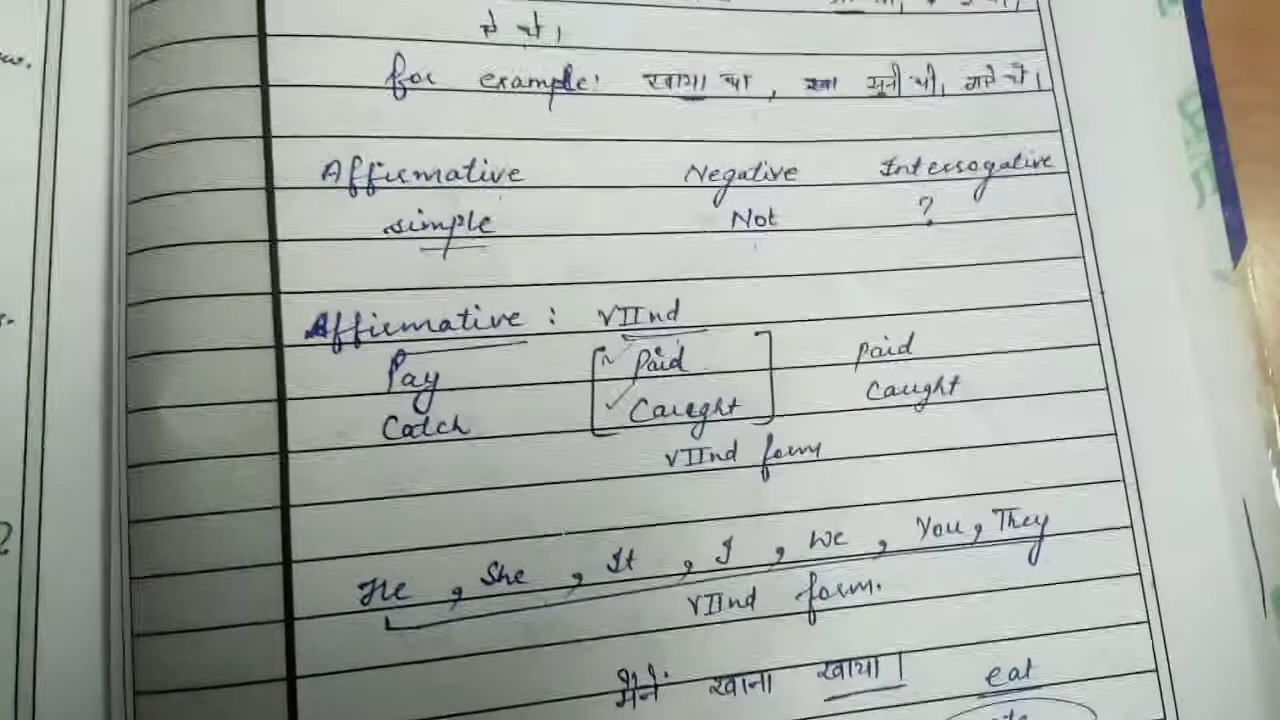 थे थे।
for example: खाया था, सुनी थी, गाते थे।
Affirmative Negative Interrogative
simple Not ?
Affirmative : VIInd
Pay Paid paid
Catch Caught Caught
VIInd form
He , She , It , I , We , You , They
VIInd form.
मैंने खाना खाया। eat